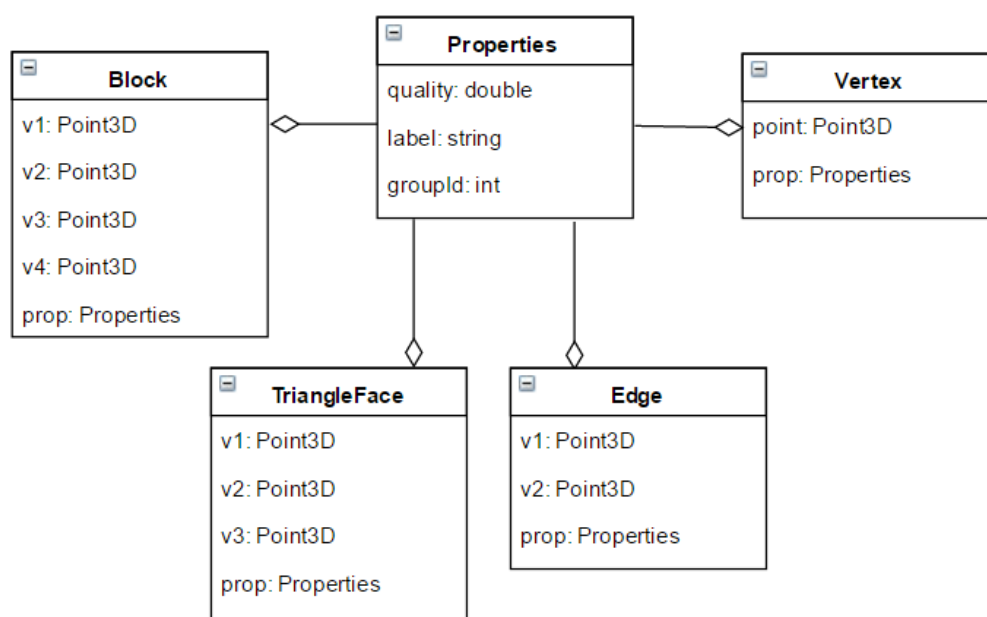 Properties
quality: double
label: string
groupId: int
Block
v1: Point3D
v2: Point3D
v3: Point3D
v4: Point3D
prop: Properties
Vertex
point: Point3D
prop: Properties
TriangleFace
v1: Point3D
v2: Point3D
v3: Point3D
prop: Properties
Edge
v1: Point3D
v2: Point3D
prop: Properties